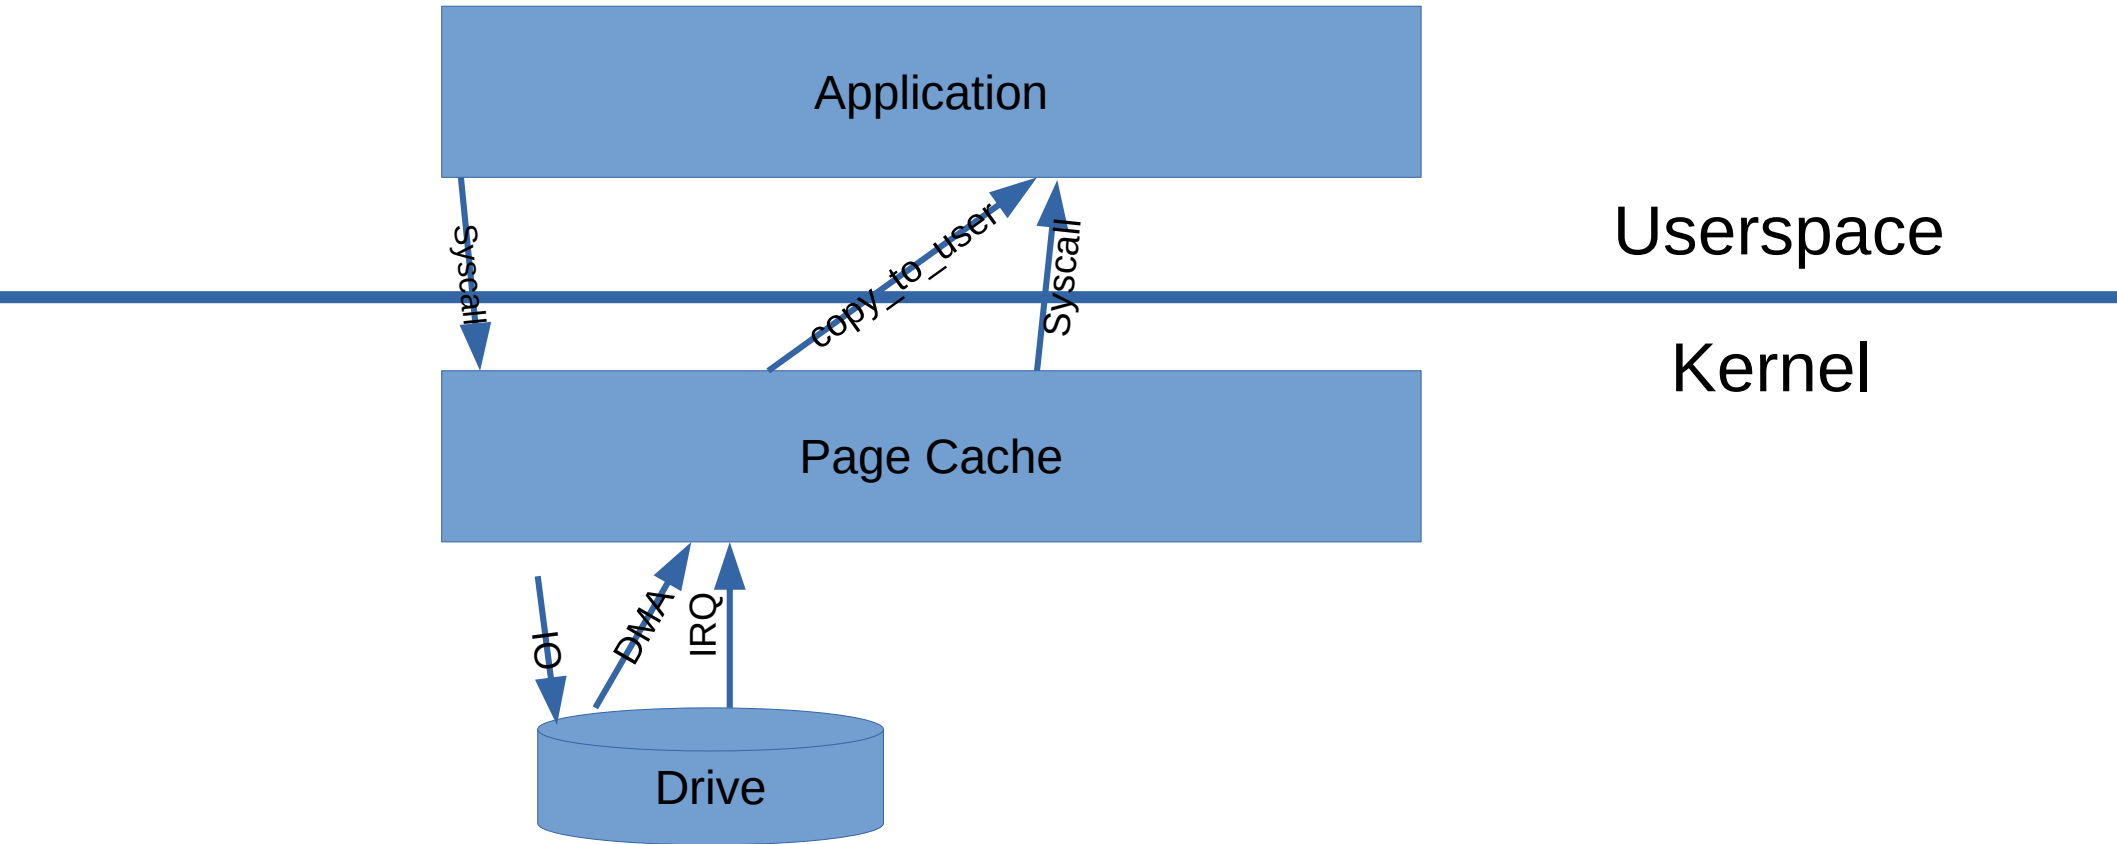 Application
Syscall
copy_to_user
Syscall
Userspace
Kernel
Page Cache
IO
DMA
IRQ
Drive